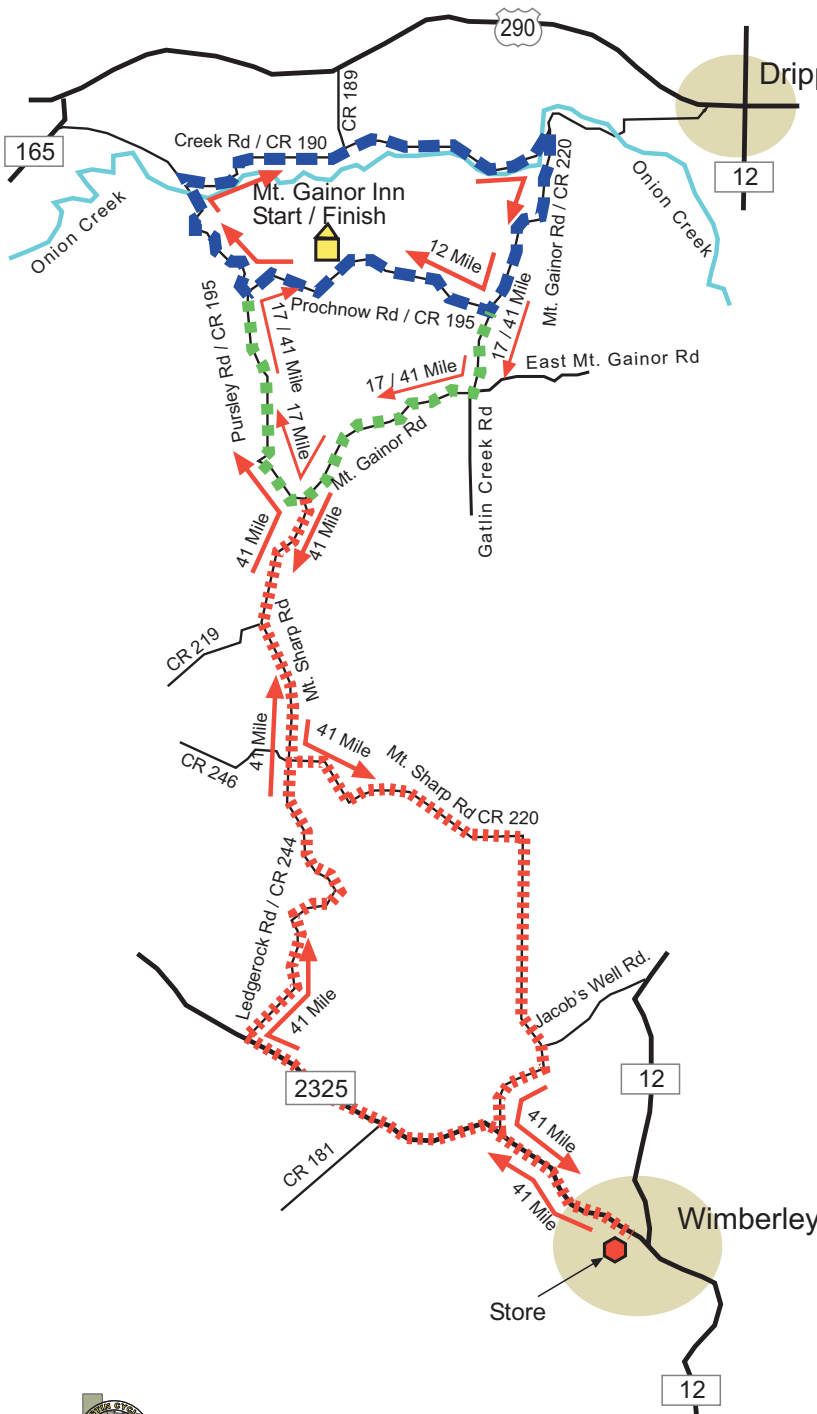 290
Dripp
CR 189
Creek Rd / CR 190
165
12
Mt. Gainor Inn
Start / Finish
Mt. Gainor Rd / CR 220
Onion Creek
Onion Creek
12 Mile
Prochnow Rd / CR 195
17 / 41 Mile
17 / 41 Mile
Pursley Rd / CR 195
17 / 41 Mile
East Mt. Gainor Rd
17 Mile
Mt. Gainor Rd
Gatlin Creek Rd
41 Mile
41 Mile
CR 219
Mt. Sharp Rd
41 Mile
41 Mile
CR 246
Mt. Sharp Rd CR 220
Ledgerock Rd / CR 244
41 Mile
Jacob's Well Rd.
2325
12
41 Mile
CR 181
41 Mile
Wimberley
Store
12